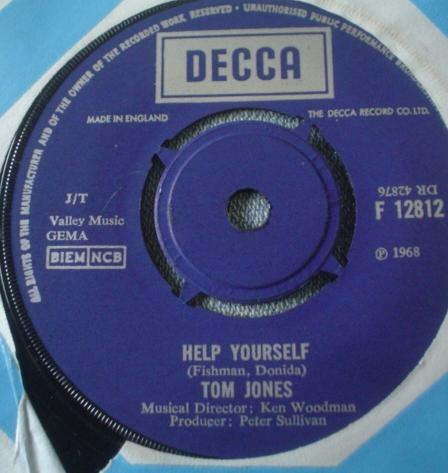 ALL RIGHTS OF THE MANUFACTURER AND OF THE OWNER OF THE RECORDED WORK RESERVED • UNAUTHORISED PUBLIC PERFORMANCE
DECCA
MADE IN ENGLAND
THE DECCA RECORD CO. LTD.
J/T
Valley Music
GEMA
BIEM NCB
DR 42876
F 12812
℗ 1968
HELP YOURSELF
(Fishman, Donida)
TOM JONES
Musical Director: Ken Woodman
Producer: Peter Sullivan